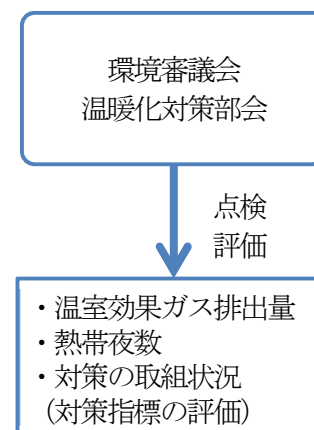 環境審議会
温暖化対策部会
点検
評価
・温室効果ガス排出量
・熱帯夜数
・対策の取組状況
(対策指標の評価)